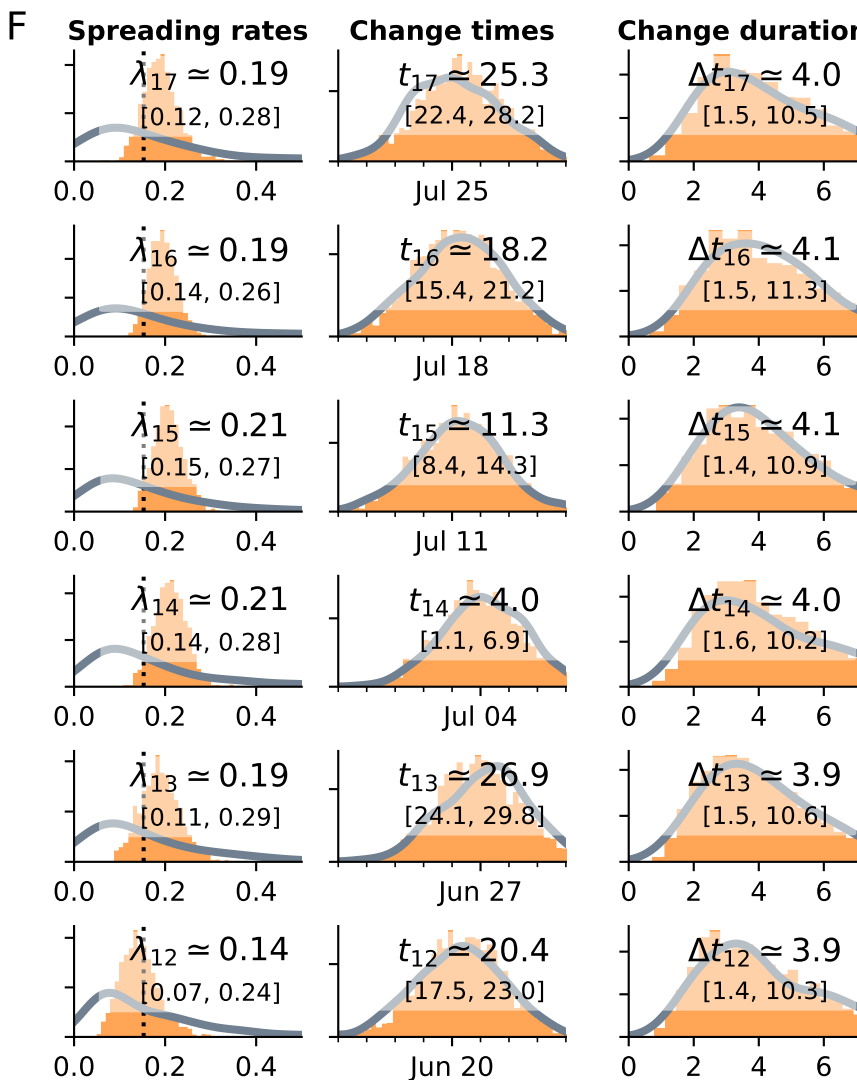 F
Spreading rates Change times Change duration
λ17 ≃ 0.19 t17 ≃ 25.3 Δt17 ≃ 4.0
[0.12, 0.28] [22.4, 28.2] [1.5, 10.5]
0.0 0.2 0.4 Jul 25 0 2 4 6
λ16 ≃ 0.19 t16 ≃ 18.2 Δt16 ≃ 4.1
[0.14, 0.26] [15.4, 21.2] [1.5, 11.3]
0.0 0.2 0.4 Jul 18 0 2 4 6
λ15 ≃ 0.21 t15 ≃ 11.3 Δt15 ≃ 4.1
[0.15, 0.27] [8.4, 14.3] [1.4, 10.9]
0.0 0.2 0.4 Jul 11 0 2 4 6
λ14 ≃ 0.21 t14 ≃ 4.0 Δt14 ≃ 4.0
[0.14, 0.28] [1.1, 6.9] [1.6, 10.2]
0.0 0.2 0.4 Jul 04 0 2 4 6
λ13 ≃ 0.19 t13 ≃ 26.9 Δt13 ≃ 3.9
[0.11, 0.29] [24.1, 29.8] [1.5, 10.6]
0.0 0.2 0.4 Jun 27 0 2 4 6
λ12 ≃ 0.14 t12 ≃ 20.4 Δt12 ≃ 3.9
[0.07, 0.24] [17.5, 23.0] [1.4, 10.3]
0.0 0.2 0.4 Jun 20 0 2 4 6